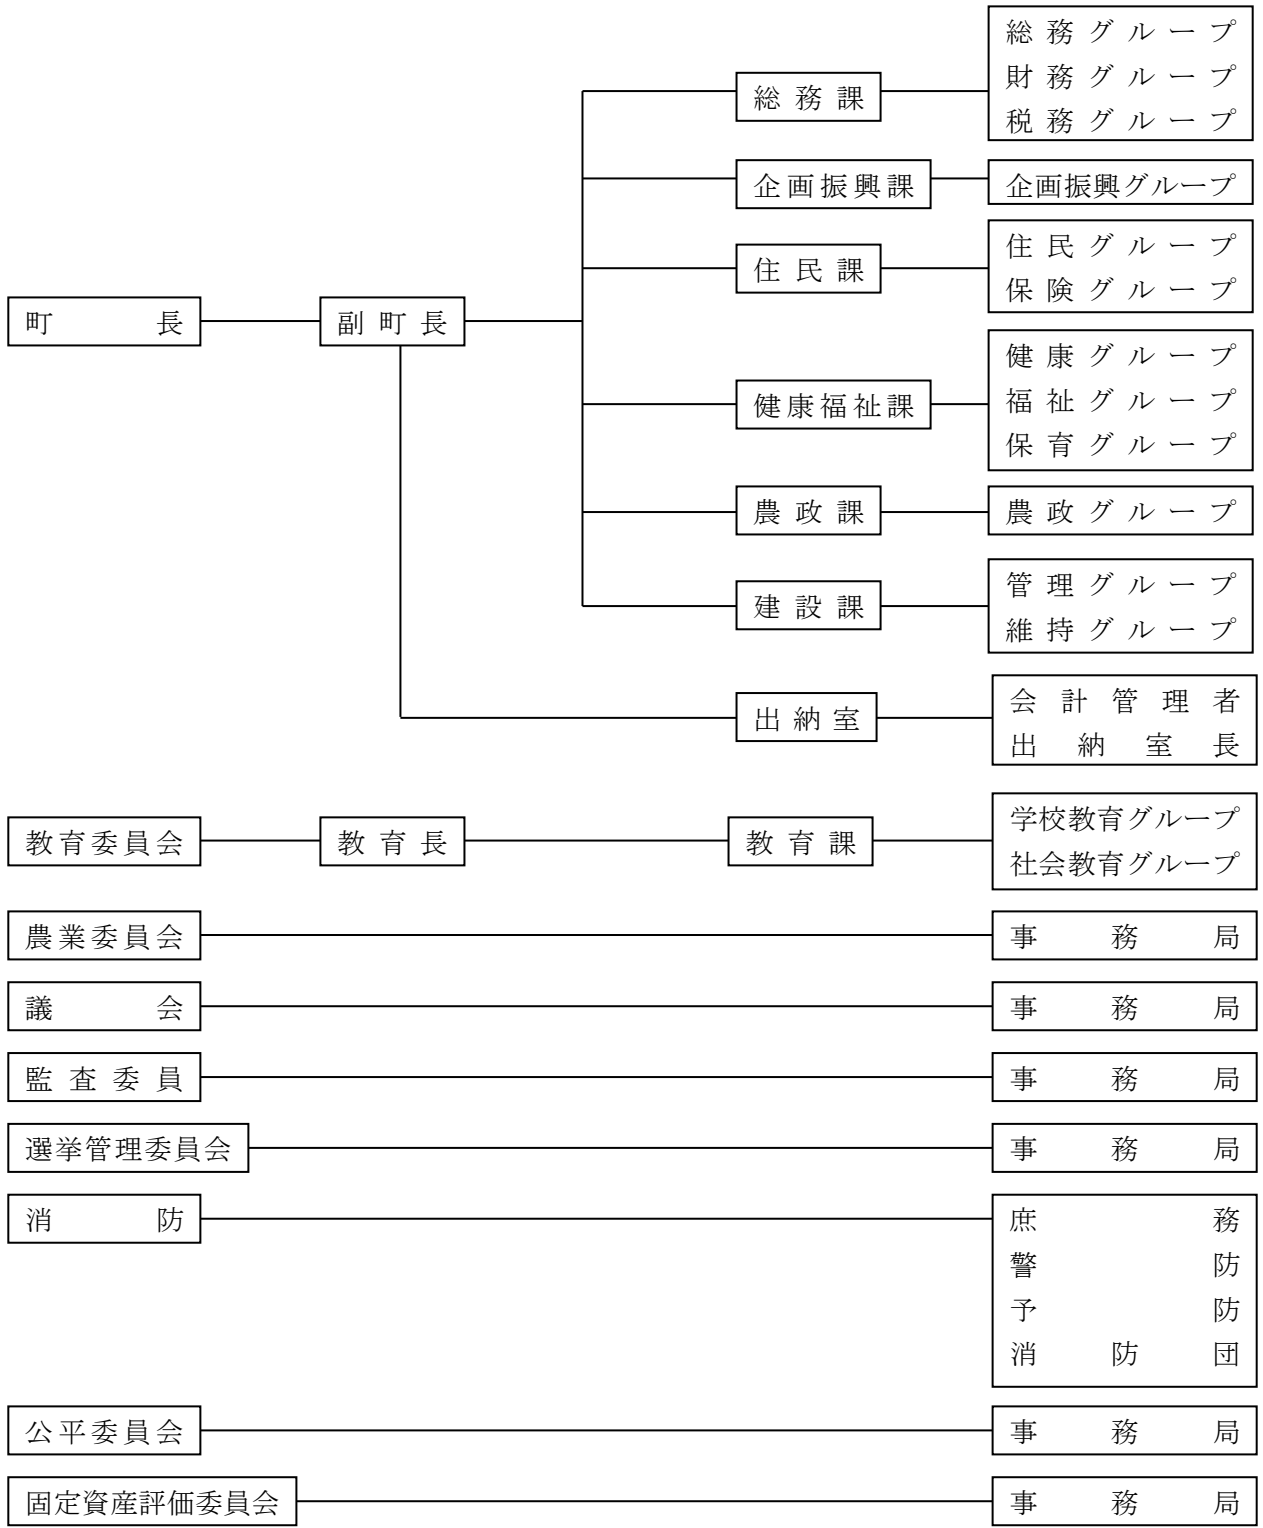 総務グループ
財務グループ
税務グループ
総務課
企画振興課
企画振興グループ
住民課
住民グループ
保険グループ
町長
副町長
健康福祉課
健康グループ
福祉グループ
保育グループ
農政課
農政グループ
建設課
管理グループ
維持グループ
出納室
会計管理者
出納室長
教育委員会
教育長
教育課
学校教育グループ
社会教育グループ
農業委員会
事務局
議会
事務局
監査委員
事務局
選挙管理委員会
事務局
消防
庶務
警防
予防
消防団
公平委員会
事務局
固定資産評価委員会
事務局